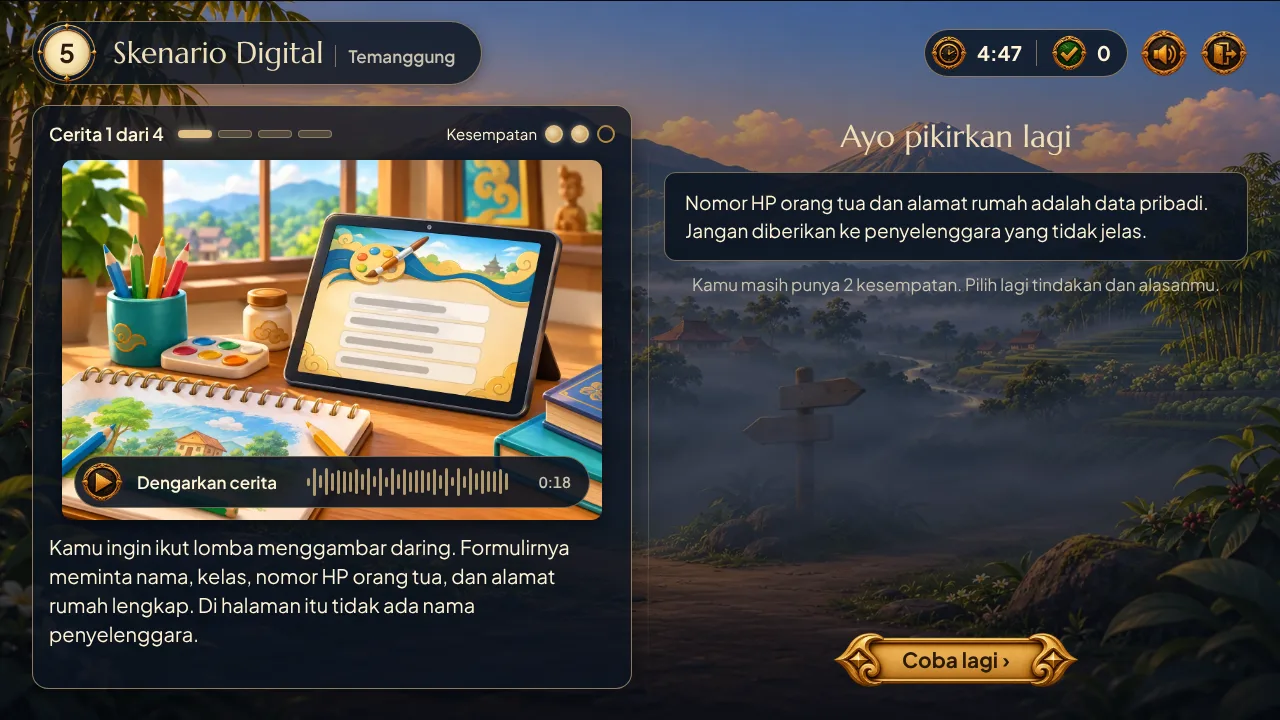 5
Skenario Digital | Temanggung
4:47
0
Cerita 1 dari 4
Kesempatan
Dengarkan cerita
0:18
Kamu ingin ikut lomba menggambar daring. Formulirnya
meminta nama, kelas, nomor HP orang tua, dan alamat
rumah lengkap. Di halaman itu tidak ada nama
penyelenggara.
Ayo pikirkan lagi
Nomor HP orang tua dan alamat rumah adalah data pribadi.
Jangan diberikan ke penyelenggara yang tidak jelas.
Kamu masih punya 2 kesempatan. Pilih lagi tindakan dan alasanmu.
Coba lagi ›